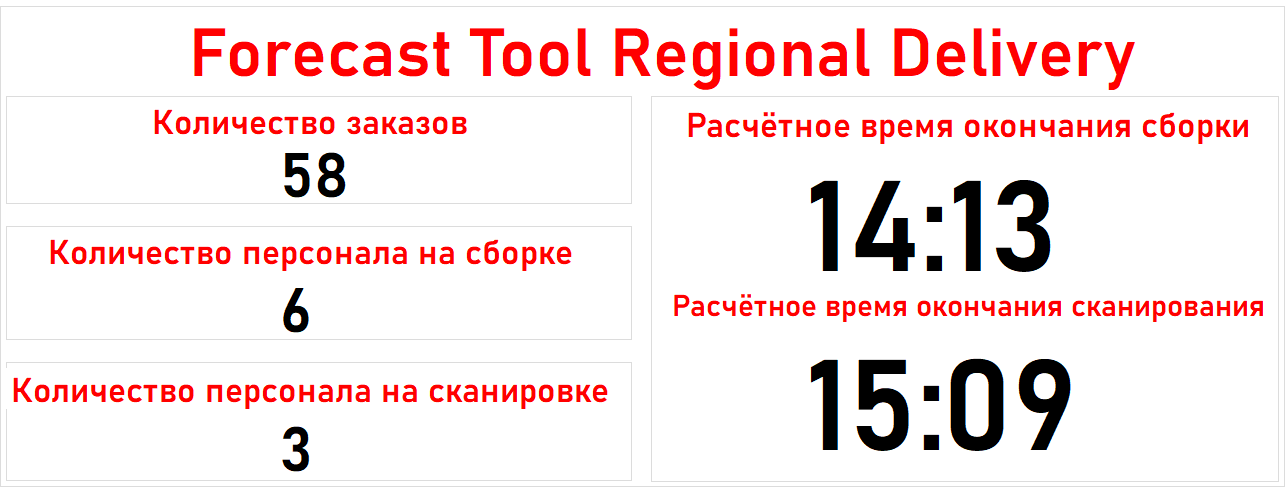 Forecast Tool Regional Delivery
Количество заказов
58
Количество персонала на сборке
6
Количество персонала на сканировке
3
Расчётное время окончания сборки
14:13
Расчётное время окончания сканирования
15:09